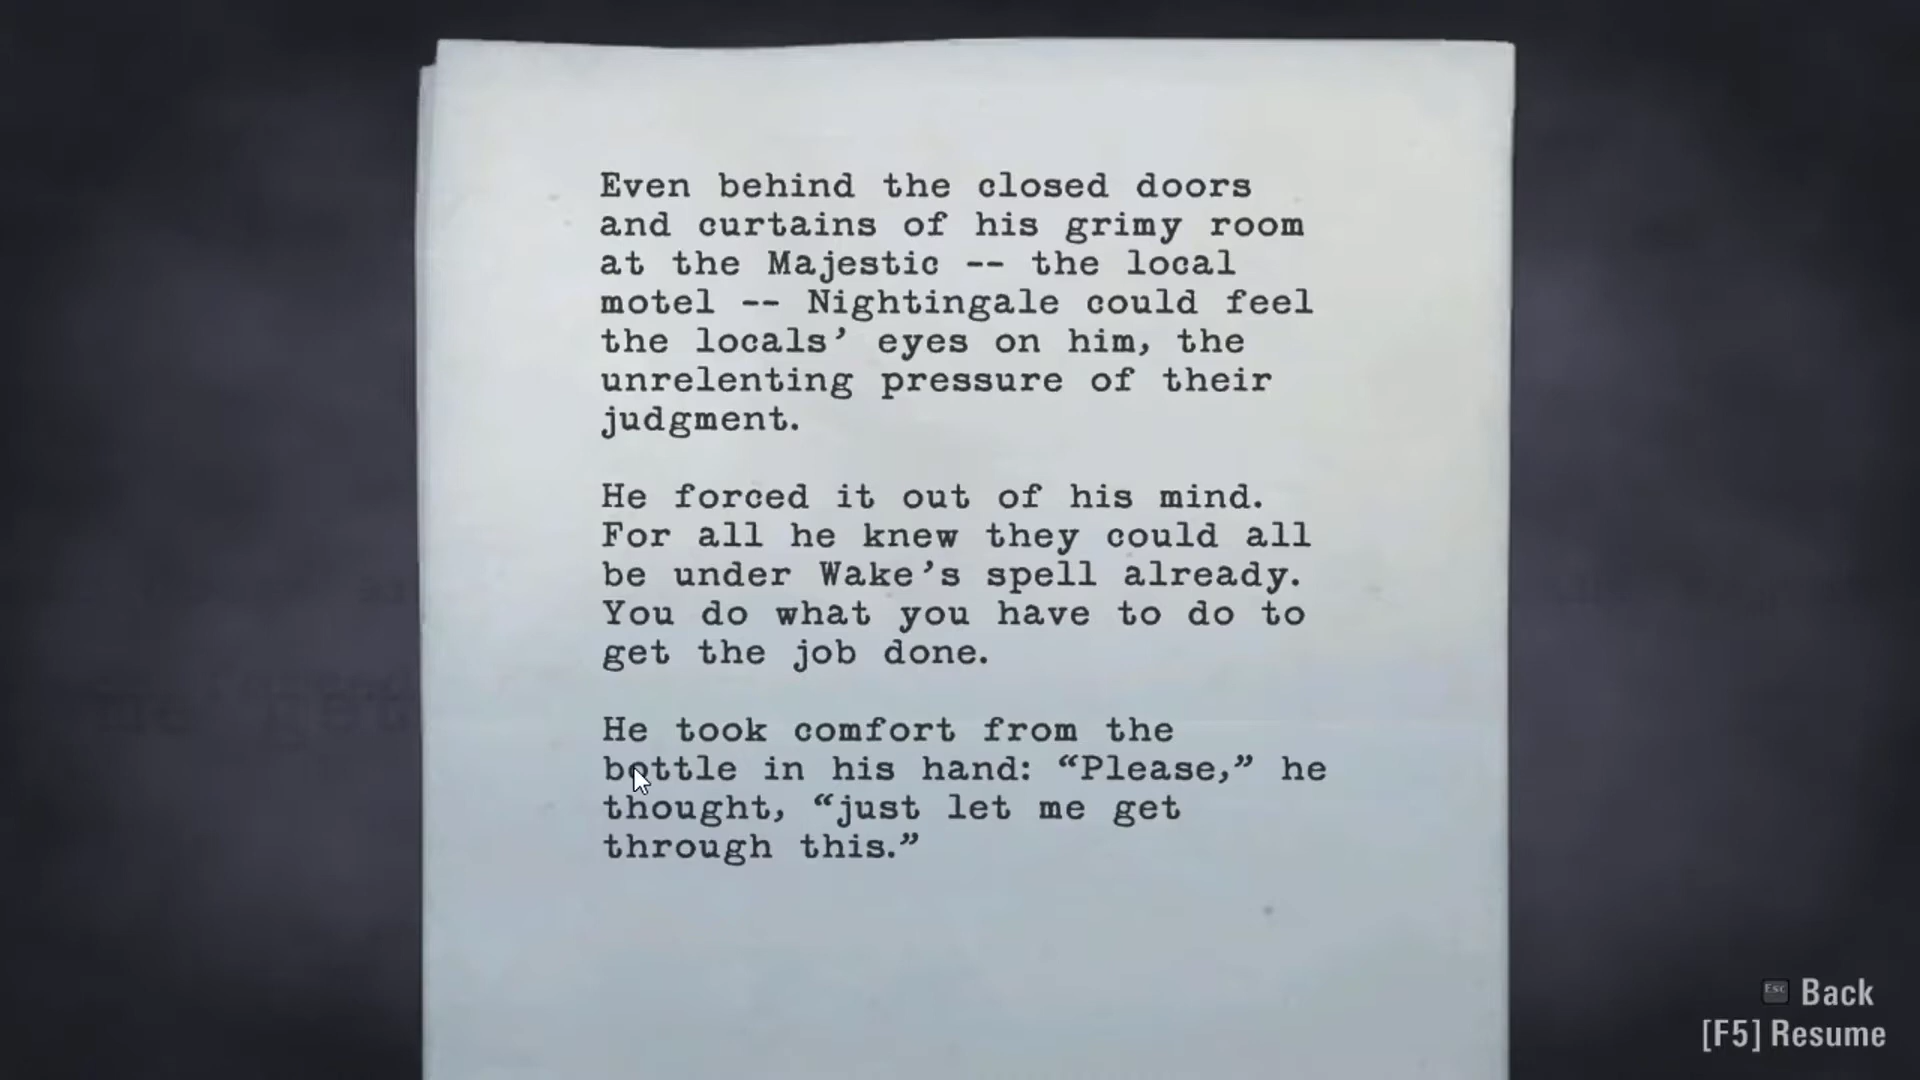 Even behind the closed doors
and curtains of his grimy room
at the Majestic -- the local
motel -- Nightingale could feel
the locals’ eyes on him, the
unrelenting pressure of their
judgment.
He forced it out of his mind.
For all he knew they could all
be under Wake’s spell already.
You do what you have to do to
get the job done.
He took comfort from the
bottle in his hand: “Please,” he
thought, “just let me get
through this.”
Esc Back
[F5] Resume